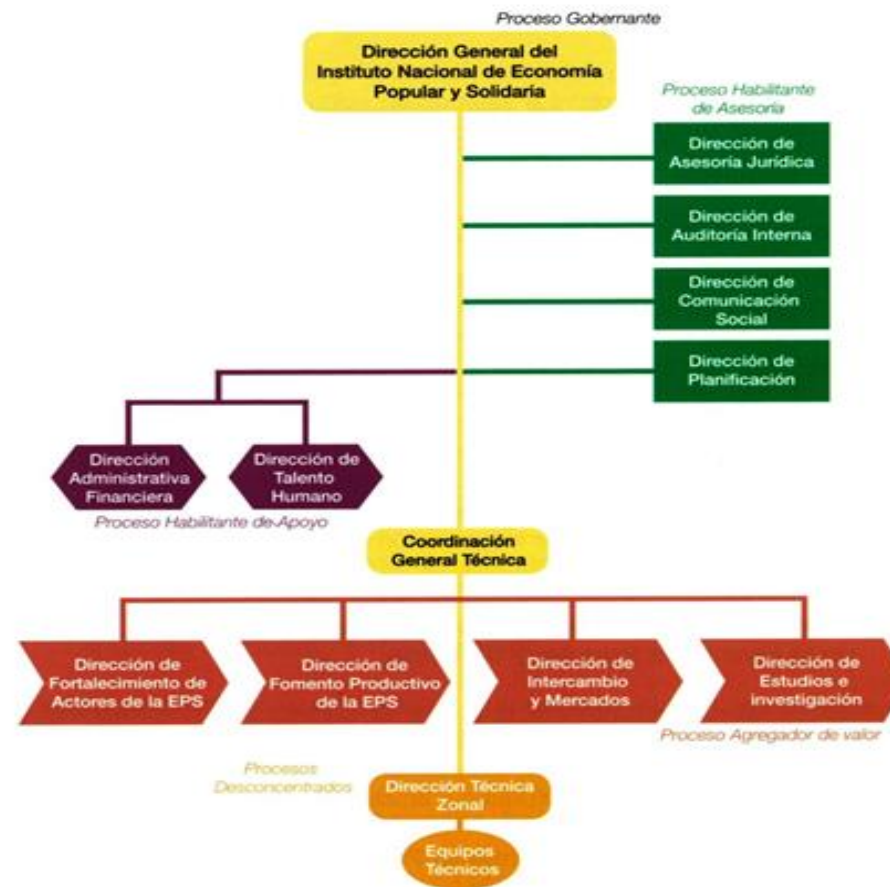 Proceso Gobernante
Dirección General del
Instituto Nacional de Economía
Popular y Solidaria
Proceso Habilitante
de Asesoría
Dirección de
Asesoría Jurídica
Dirección de
Auditoría Interna
Dirección de
Comunicación
Social
Dirección de
Planificación
Dirección
Administrativa
Financiera
Dirección de
Talento
Humano
Proceso Habilitante de-Apoyo
Coordinación
General Técnica
Dirección de
Fortalecimiento de
Actores de la EPS
Dirección de
Fomento Productivo
de la EPS
Dirección de
Intercambio
y Mercados
Dirección de
Estudios e
investigación
Proceso Agregador de valor
Procesos
Desconcentrados
Dirección Técnica
Zonal
Equipos
Técnicos